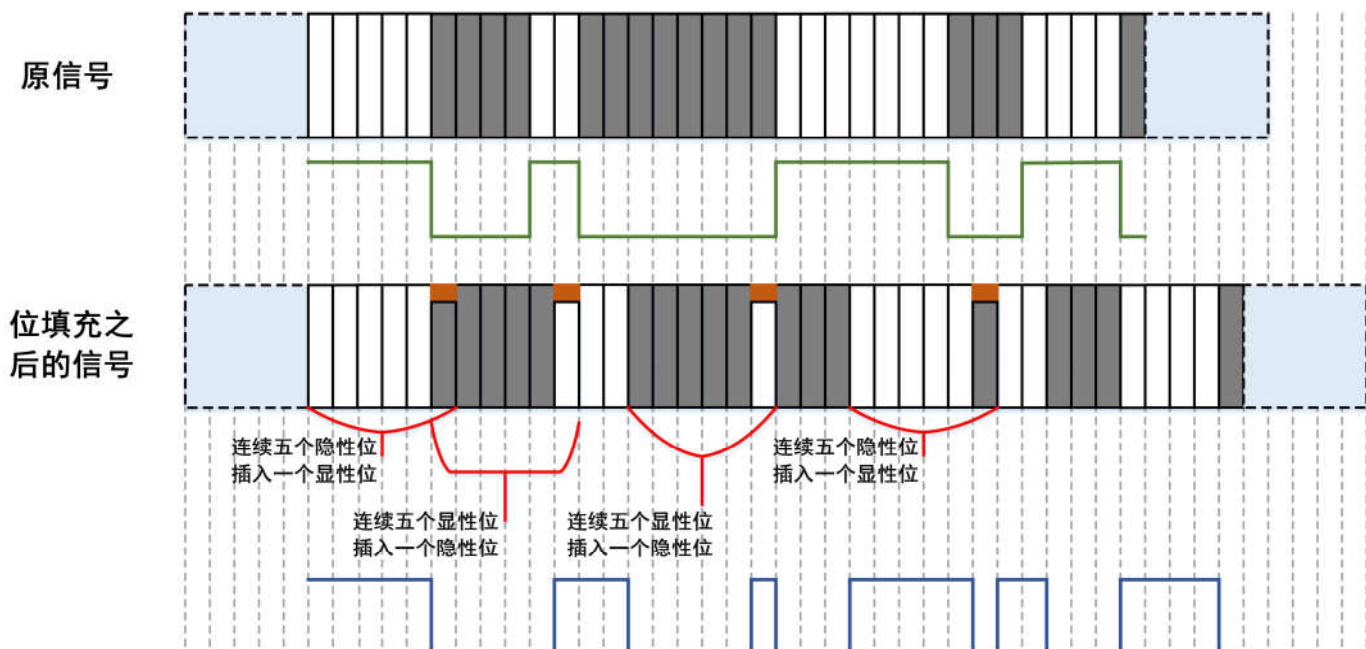 原信号
位填充之
后的信号
连续五个隐性位
插入一个显性位
连续五个隐性位
插入一个显性位
连续五个显性位
插入一个隐性位
连续五个显性位
插入一个隐性位